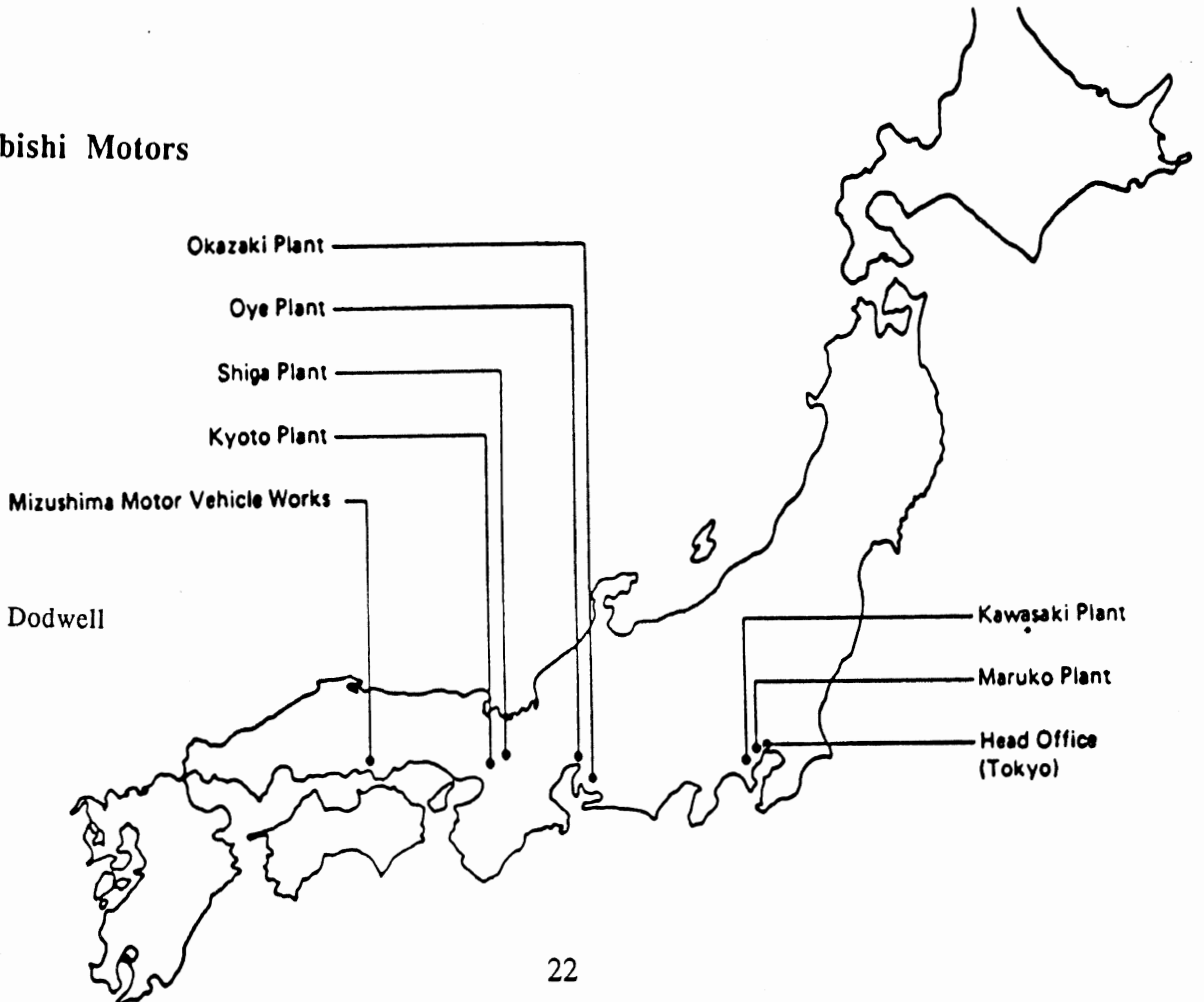 bishi Motors
Okazaki Plant
Oye Plant
Shiga Plant
Kyoto Plant
Mizushima Motor Vehicle Works
Dodwell
Kawasaki Plant
Maruko Plant
Head Office
(Tokyo)
22